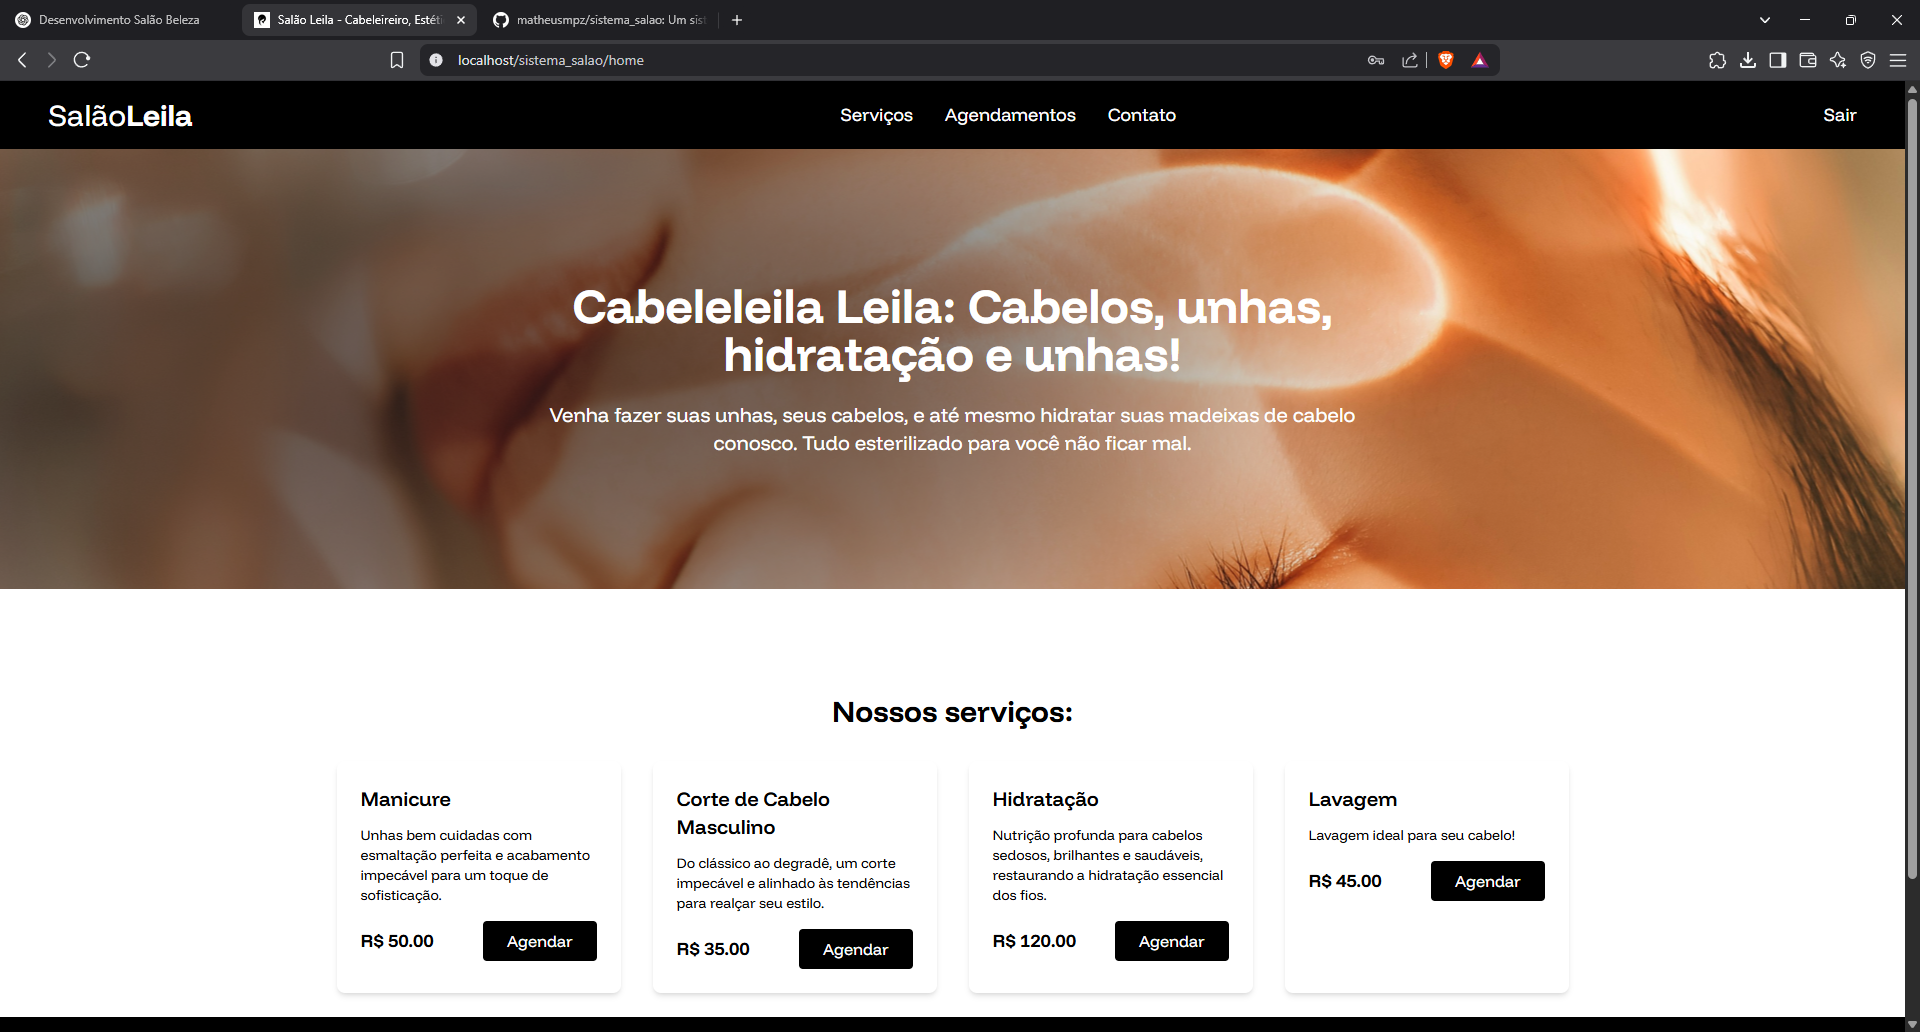 Desenvolvimento Salão Beleza
Salão Leila - Cabeleireiro, Estéti
matheusmpz/sistema_salao: Um sist
localhost/sistema_salao/home
SalãoLeila
Serviços
Agendamentos
Contato
Sair
Cabeleleila Leila: Cabelos, unhas,
hidratação e unhas!
Venha fazer suas unhas, seus cabelos, e até mesmo hidratar suas madeixas de cabelo
conosco. Tudo esterilizado para você não ficar mal.
Nossos serviços:
Manicure
Unhas bem cuidadas com
esmaltação perfeita e acabamento
impecável para um toque de
sofisticação.
R$ 50.00
Agendar
Corte de Cabelo
Masculino
Do clássico ao degradê, um corte
impecável e alinhado às tendências
para realçar seu estilo.
R$ 35.00
Agendar
Hidratação
Nutrição profunda para cabelos
sedosos, brilhantes e saudáveis,
restaurando a hidratação essencial
dos fios.
R$ 120.00
Agendar
Lavagem
Lavagem ideal para seu cabelo!
R$ 45.00
Agendar